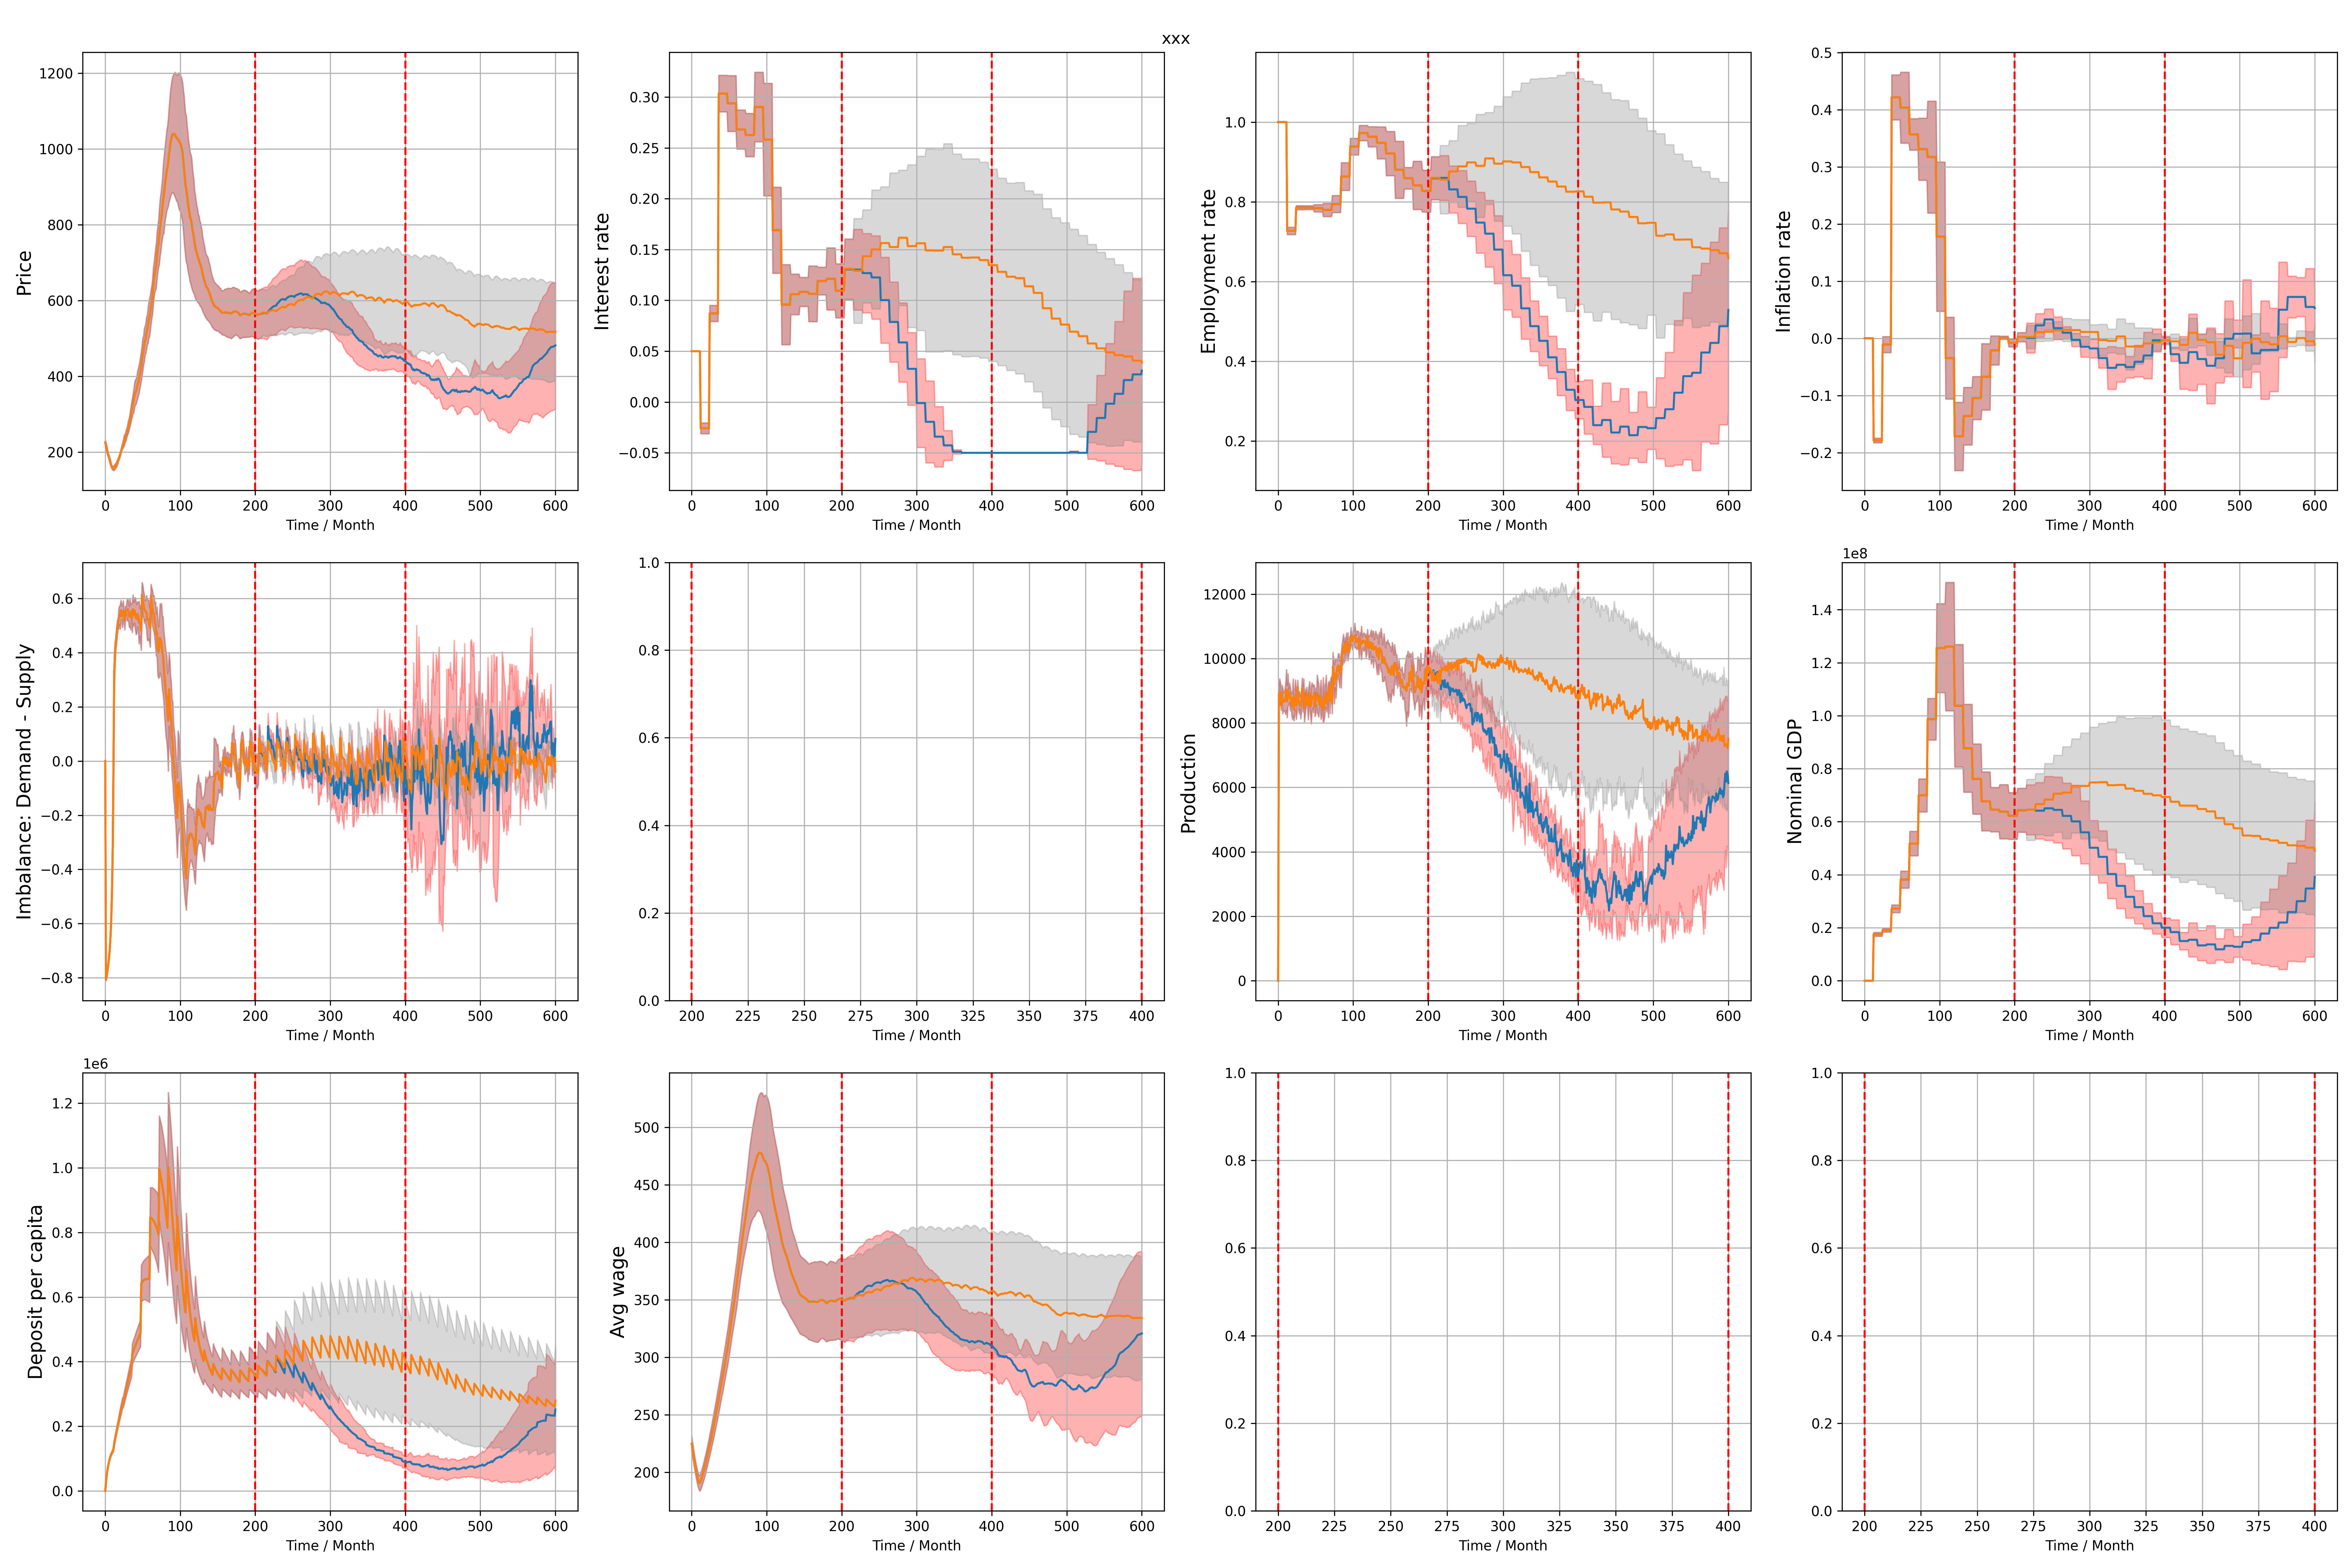 xxx
Price
1200
1000
800
600
400
200
0 100 200 300 400 500 600
Time / Month
Interest rate
0.30
0.25
0.20
0.15
0.10
0.05
0.00
−0.05
0 100 200 300 400 500 600
Time / Month
Employment rate
1.0
0.8
0.6
0.4
0.2
0 100 200 300 400 500 600
Time / Month
Inflation rate
0.5
0.4
0.3
0.2
0.1
0.0
−0.1
−0.2
0 100 200 300 400 500 600
Time / Month
Imbalance: Demand - Supply
0.6
0.4
0.2
0.0
−0.2
−0.4
−0.6
−0.8
0 100 200 300 400 500 600
Time / Month
1.0
0.8
0.6
0.4
0.2
0.0
200 225 250 275 300 325 350 375 400
Time / Month
Production
12000
10000
8000
6000
4000
2000
0
0 100 200 300 400 500 600
Time / Month
1e8
Nominal GDP
1.4
1.2
1.0
0.8
0.6
0.4
0.2
0.0
0 100 200 300 400 500 600
Time / Month
1e6
Deposit per capita
1.2
1.0
0.8
0.6
0.4
0.2
0.0
0 100 200 300 400 500 600
Time / Month
Avg wage
500
450
400
350
300
250
200
0 100 200 300 400 500 600
Time / Month
1.0
0.8
0.6
0.4
0.2
0.0
200 225 250 275 300 325 350 375 400
Time / Month
1.0
0.8
0.6
0.4
0.2
0.0
200 225 250 275 300 325 350 375 400
Time / Month